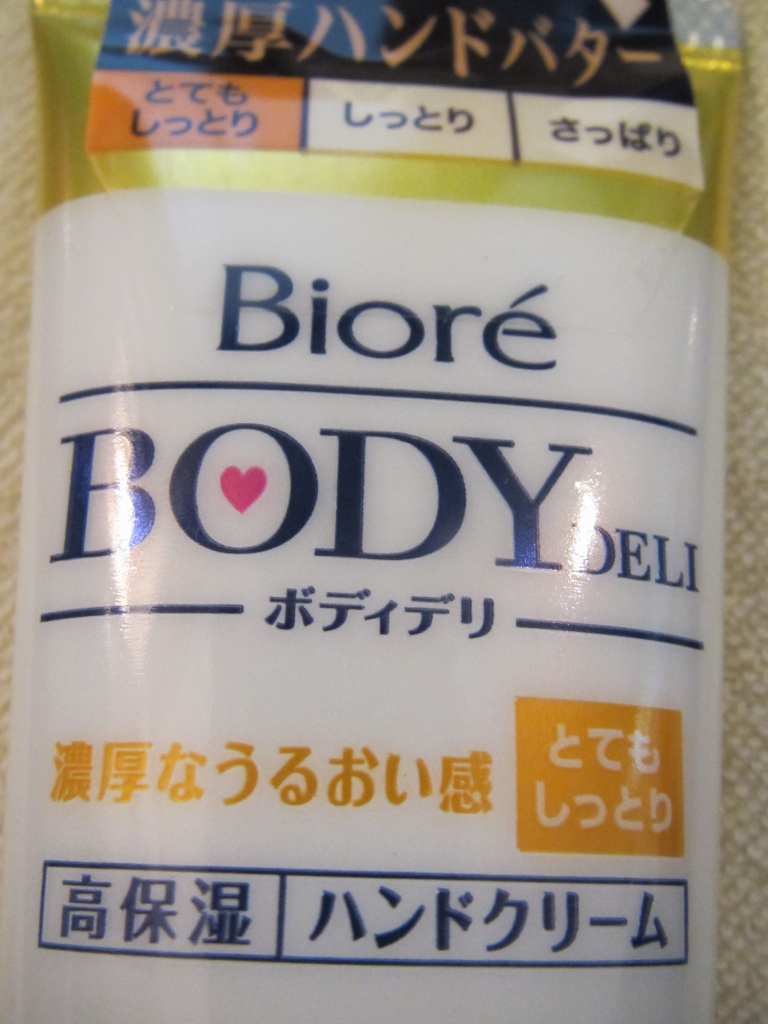 濃厚ハンドバター
とても
しっとり
しっとり
さっぱり
Bioré
BODY DELI
ボディデリ
濃厚なうるおい感
とても
しっとり
高保湿 ハンドクリーム